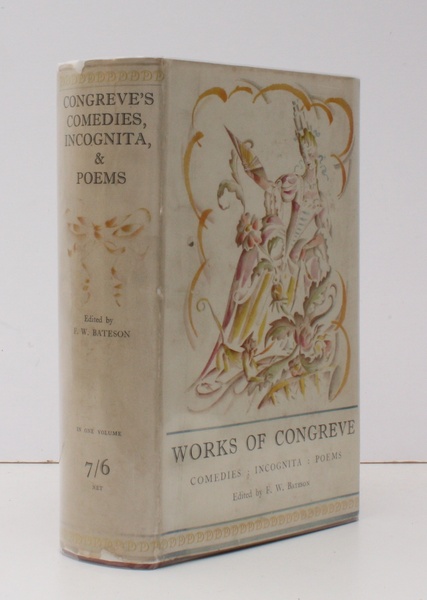 CONGREVE'S
COMEDIES,
INCOGNITA,
&
POEMS
Edited by
F. W. BATESON
IN ONE VOLUME
7/6
NET
WORKS OF CONGREVE
COMEDIES : INCOGNITA : POEMS
Edited by F. W. BATESON